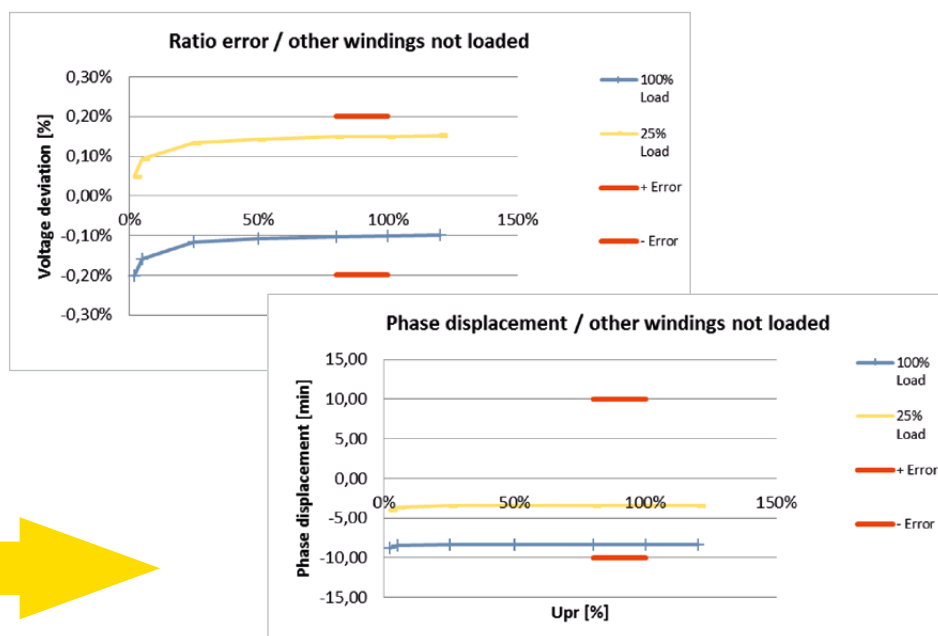 Ratio error / other windings not loaded
Voltage deviation [%]
0,30%
0,20%
0,10%
0,00%
-0,10%
-0,20%
-0,30%
0% 50% 100% 150%
100%
Load
25%
Load
+ Error
- Error
Phase displacement / other windings not loaded
Phase displacement [min]
15,00
10,00
5,00
0,00
-5,00
-10,00
-15,00
0% 50% 100% 150%
Upr [%]
100%
Load
25%
Load
+ Error
- Error